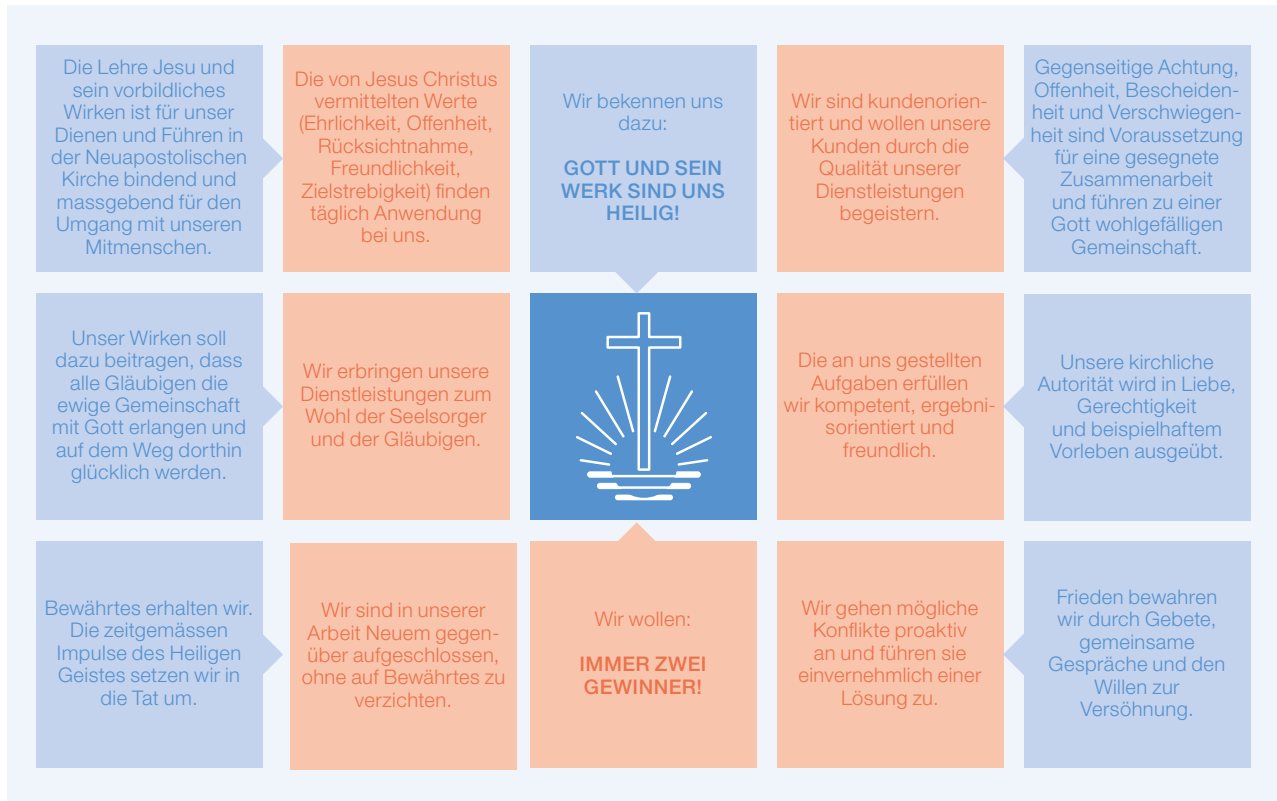 Die Lehre Jesu und
sein vorbildliches
Wirken ist für unser
Dienen und Führen in
der Neuapostolischen
Kirche bindend und
massgebend für den
Umgang mit unseren
Mitmenschen.
Die von Jesus Christus
vermittelten Werte
(Ehrlichkeit, Offenheit,
Rücksichtnahme,
Freundlichkeit,
Zielstrebigkeit) finden
täglich Anwendung
bei uns.
Wir bekennen uns
dazu:
GOTT UND SEIN
WERK SIND UNS
HEILIG!
Wir sind kundenorien-
tiert und wollen unsere
Kunden durch die
Qualität unserer
Dienstleistungen
begeistern.
Gegenseitige Achtung,
Offenheit, Bescheiden-
heit und Verschwiegen-
heit sind Voraussetzung
für eine gesegnete
Zusammenarbeit
und führen zu einer
Gott wohlgefälligen
Gemeinschaft.
Unser Wirken soll
dazu beitragen, dass
alle Gläubigen die
ewige Gemeinschaft
mit Gott erlangen und
auf dem Weg dorthin
glücklich werden.
Wir erbringen unsere
Dienstleistungen zum
Wohl der Seelsorger
und der Gläubigen.
Die an uns gestellten
Aufgaben erfüllen
wir kompetent, ergebni-
sorientiert und
freundlich.
Unsere kirchliche
Autorität wird in Liebe,
Gerechtigkeit
und beispielhaftem
Vorleben ausgeübt.
Bewährtes erhalten wir.
Die zeitgemässen
Impulse des Heiligen
Geistes setzen wir in
die Tat um.
Wir sind in unserer
Arbeit Neuem gegen-
über aufgeschlossen,
ohne auf Bewährtes zu
verzichten.
Wir wollen:
IMMER ZWEI
GEWINNER!
Wir gehen mögliche
Konflikte proaktiv
an und führen sie
einvernehmlich einer
Lösung zu.
Frieden bewahren
wir durch Gebete,
gemeinsame
Gespräche und den
Willen zur
Versöhnung.